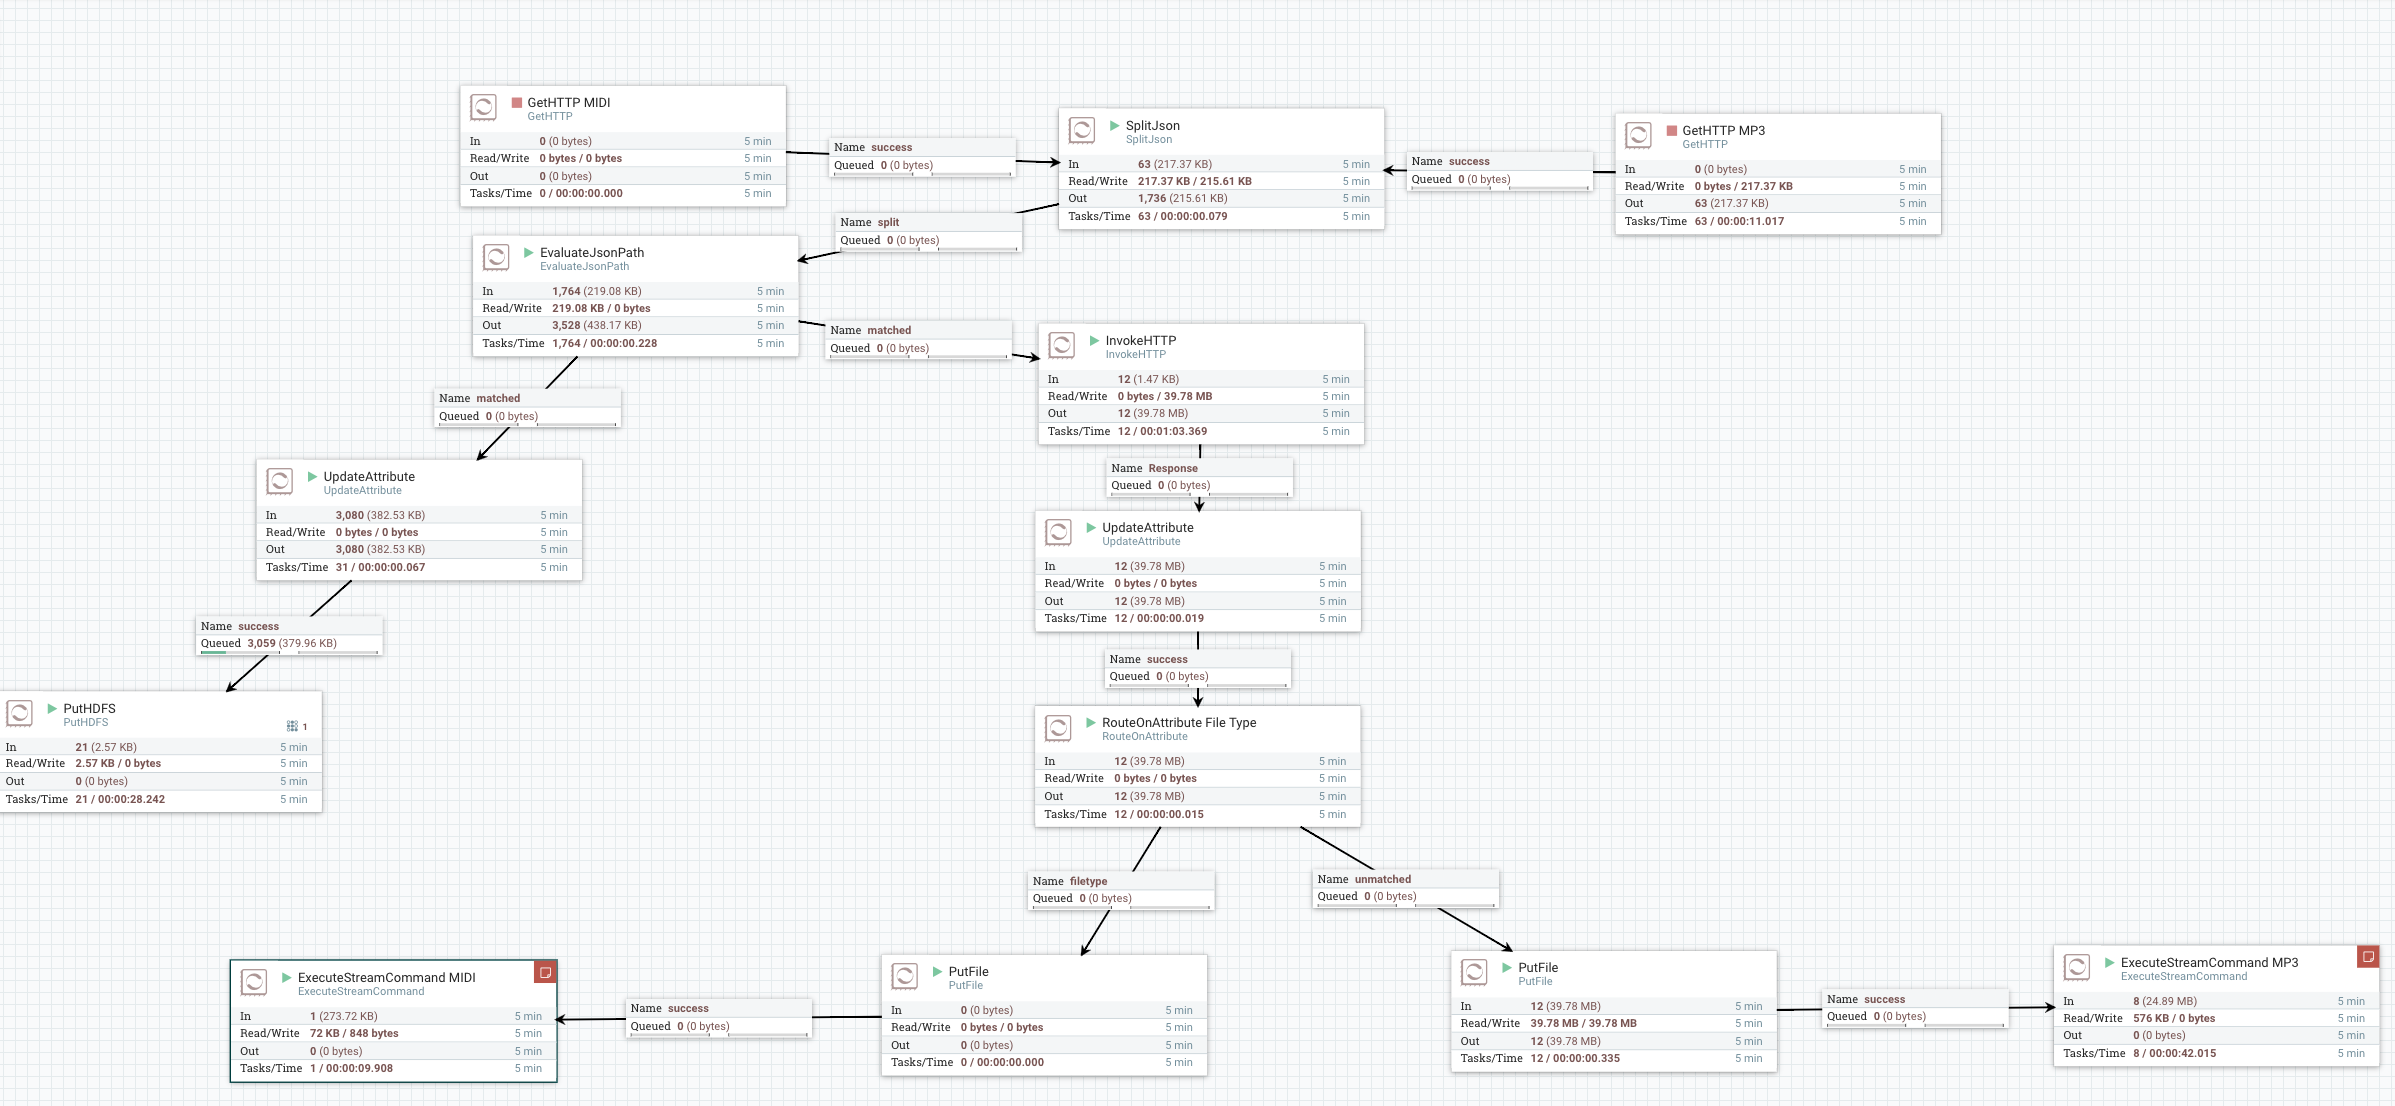 GetHTTP MIDI
GetHTTP
In 0 (0 bytes) 5 min
Read/Write 0 bytes / 0 bytes 5 min
Out 0 (0 bytes) 5 min
Tasks/Time 0 / 00:00:00.000 5 min
Name success
Queued 0 (0 bytes)
SplitJson
SplitJson
In 63 (217.37 KB) 5 min
Read/Write 217.37 KB / 215.61 KB 5 min
Out 1,736 (215.61 KB) 5 min
Tasks/Time 63 / 00:00:00.079 5 min
Name success
Queued 0 (0 bytes)
GetHTTP MP3
GetHTTP
In 0 (0 bytes) 5 min
Read/Write 0 bytes / 217.37 KB 5 min
Out 63 (217.37 KB) 5 min
Tasks/Time 63 / 00:00:11.017 5 min
Name split
Queued 0 (0 bytes)
EvaluateJsonPath
EvaluateJsonPath
In 1,764 (219.08 KB) 5 min
Read/Write 219.08 KB / 0 bytes 5 min
Out 3,528 (438.17 KB) 5 min
Tasks/Time 1,764 / 00:00:00.228 5 min
Name matched
Queued 0 (0 bytes)
InvokeHTTP
InvokeHTTP
In 12 (1.47 KB) 5 min
Read/Write 0 bytes / 39.78 MB 5 min
Out 12 (39.78 MB) 5 min
Tasks/Time 12 / 00:01:03.369 5 min
Name matched
Queued 0 (0 bytes)
UpdateAttribute
UpdateAttribute
In 3,080 (382.53 KB) 5 min
Read/Write 0 bytes / 0 bytes 5 min
Out 3,080 (382.53 KB) 5 min
Tasks/Time 31 / 00:00:00.067 5 min
Name Response
Queued 0 (0 bytes)
UpdateAttribute
UpdateAttribute
In 12 (39.78 MB) 5 min
Read/Write 0 bytes / 0 bytes 5 min
Out 12 (39.78 MB) 5 min
Tasks/Time 12 / 00:00:00.019 5 min
Name success
Queued 3,059 (379.96 KB)
Name success
Queued 0 (0 bytes)
PutHDFS
PutHDFS
1
In 21 (2.57 KB) 5 min
Read/Write 2.57 KB / 0 bytes 5 min
Out 0 (0 bytes) 5 min
Tasks/Time 21 / 00:00:28.242 5 min
RouteOnAttribute File Type
RouteOnAttribute
In 12 (39.78 MB) 5 min
Read/Write 0 bytes / 0 bytes 5 min
Out 12 (39.78 MB) 5 min
Tasks/Time 12 / 00:00:00.015 5 min
Name filetype
Queued 0 (0 bytes)
Name unmatched
Queued 0 (0 bytes)
ExecuteStreamCommand MIDI
ExecuteStreamCommand
In 1 (273.72 KB) 5 min
Read/Write 72 KB / 848 bytes 5 min
Out 0 (0 bytes) 5 min
Tasks/Time 1 / 00:00:09.908 5 min
Name success
Queued 0 (0 bytes)
PutFile
PutFile
In 0 (0 bytes) 5 min
Read/Write 0 bytes / 0 bytes 5 min
Out 0 (0 bytes) 5 min
Tasks/Time 0 / 00:00:00.000 5 min
PutFile
PutFile
In 12 (39.78 MB) 5 min
Read/Write 39.78 MB / 39.78 MB 5 min
Out 12 (39.78 MB) 5 min
Tasks/Time 12 / 00:00:00.335 5 min
Name success
Queued 0 (0 bytes)
ExecuteStreamCommand MP3
ExecuteStreamCommand
In 8 (24.89 MB) 5 min
Read/Write 576 KB / 0 bytes 5 min
Out 0 (0 bytes) 5 min
Tasks/Time 8 / 00:00:42.015 5 min